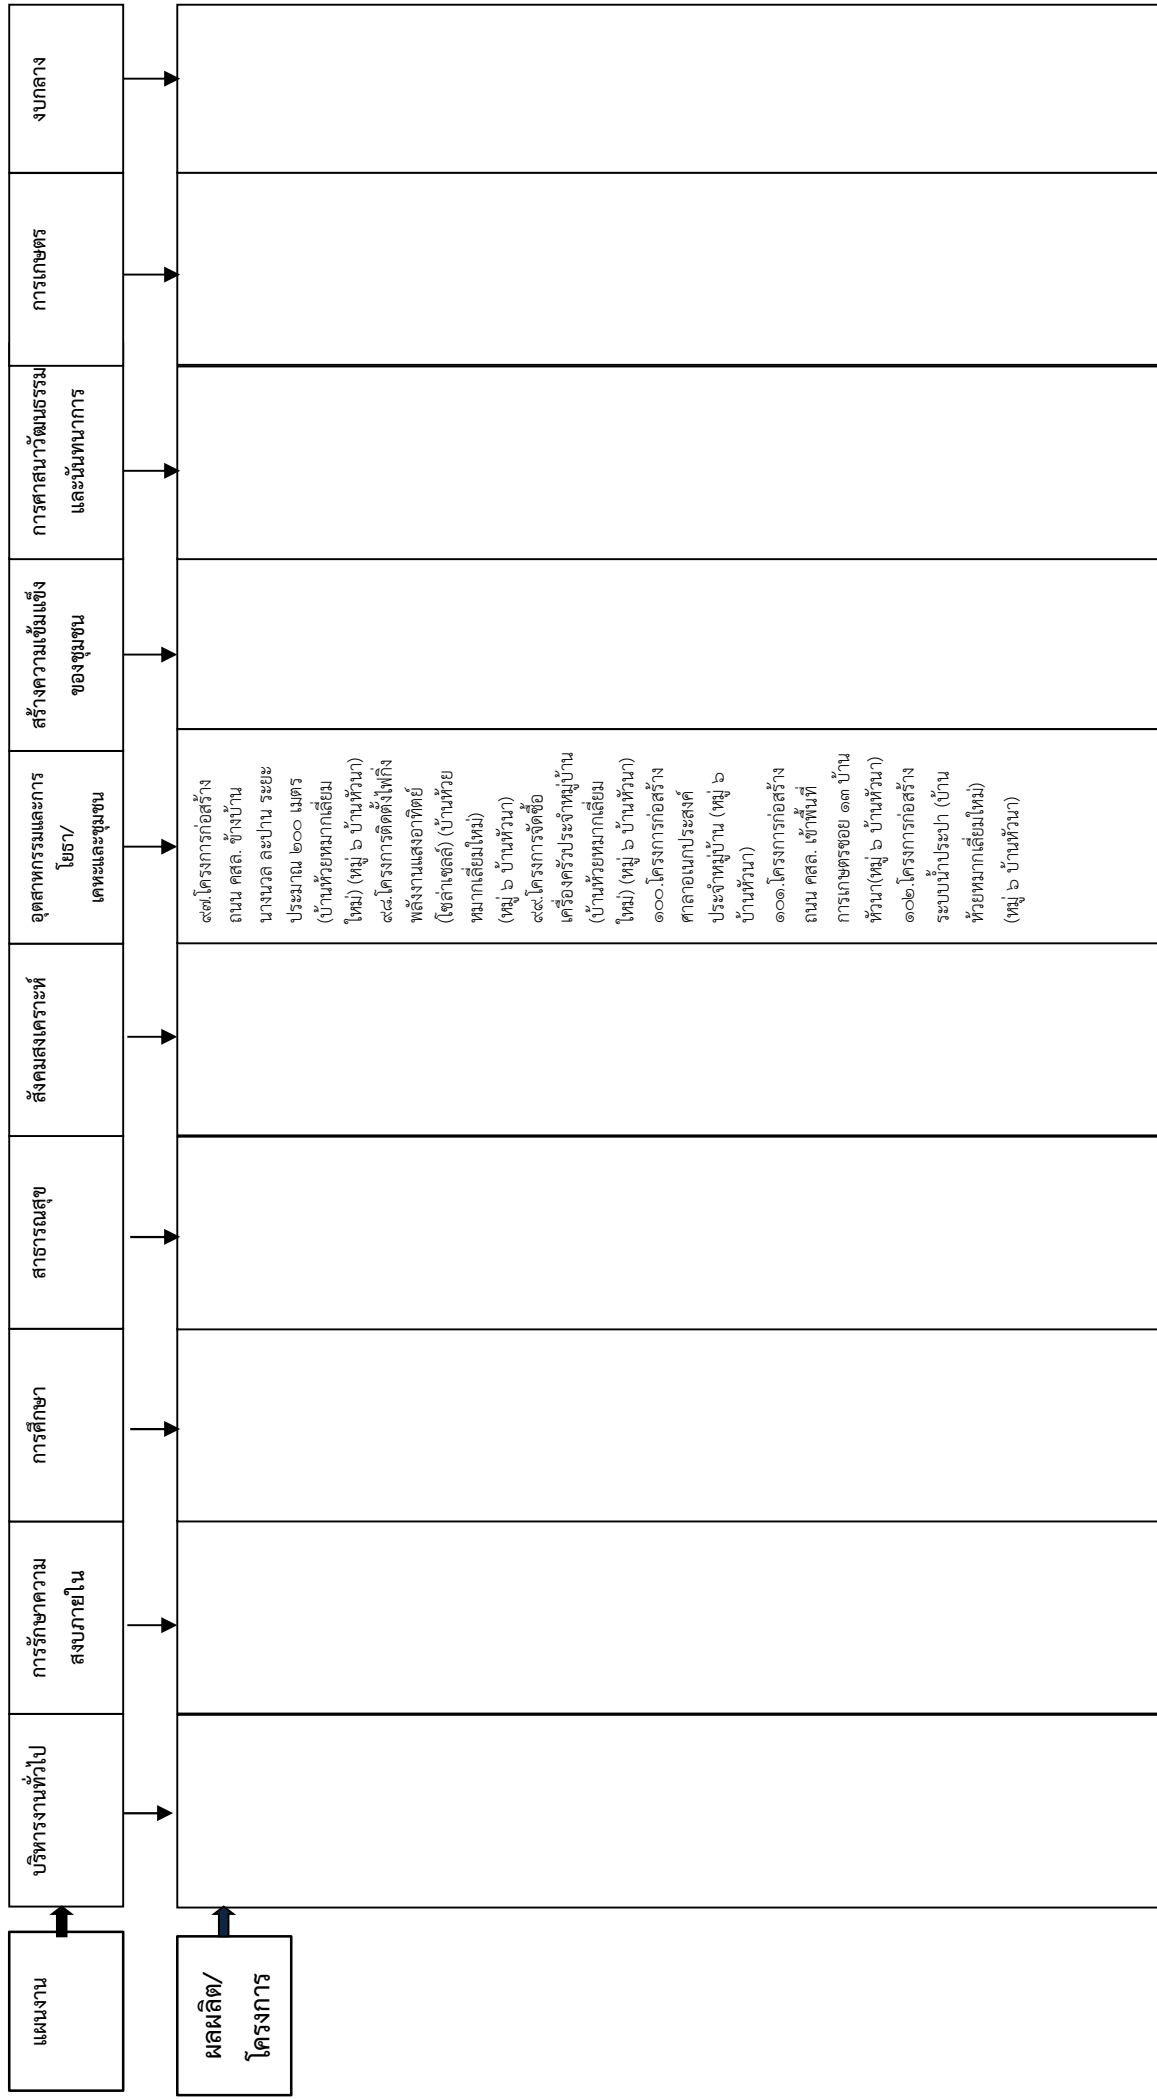 แผนงาน
บริหารงานทั่วไป
การรักษาความ
สงบภายใน
การศึกษา
สาธารณสุข
สังคมสงเคราะห์
อุตสาหกรรมและการ
โยธา/
เคหะและชุมชน
สร้างความเข้มแข็ง
ของชุมชน
การศาสนาวัฒนธรรม
และนันทนาการ
การเกษตร
งบกลาง
ผลผลิต/
โครงการ
๙๗.โครงการก่อสร้าง
ถนน คสล. ข้างบ้าน
นางนวล ละปาน ระยะ
ประมาณ ๒๐๐ เมตร
(บ้านห้วยหมากเลี่ยม
ใหม่) (หมู่ ๖ บ้านหัวนา)
๙๘.โครงการติดตั้งไฟกิ่ง
พลังงานแสงอาทิตย์
(โซล่าเซลล์) (บ้านห้วย
หมากเลี่ยมใหม่)
(หมู่ ๖ บ้านหัวนา)
๙๙.โครงการจัดซื้อ
เครื่องครัวประจำหมู่บ้าน
(บ้านห้วยหมากเลี่ยม
ใหม่) (หมู่ ๖ บ้านหัวนา)
๑๐๐.โครงการก่อสร้าง
ศาลาอเนกประสงค์
ประจำหมู่บ้าน (หมู่ ๖
บ้านหัวนา)
๑๐๑.โครงการก่อสร้าง
ถนน คสล. เข้าพื้นที่
การเกษตรซอย ๑๓ บ้าน
หัวนา(หมู่ ๖ บ้านหัวนา)
๑๐๒.โครงการก่อสร้าง
ระบบน้ำประปา (บ้าน
ห้วยหมากเลี่ยมใหม่)
(หมู่ ๖ บ้านหัวนา)